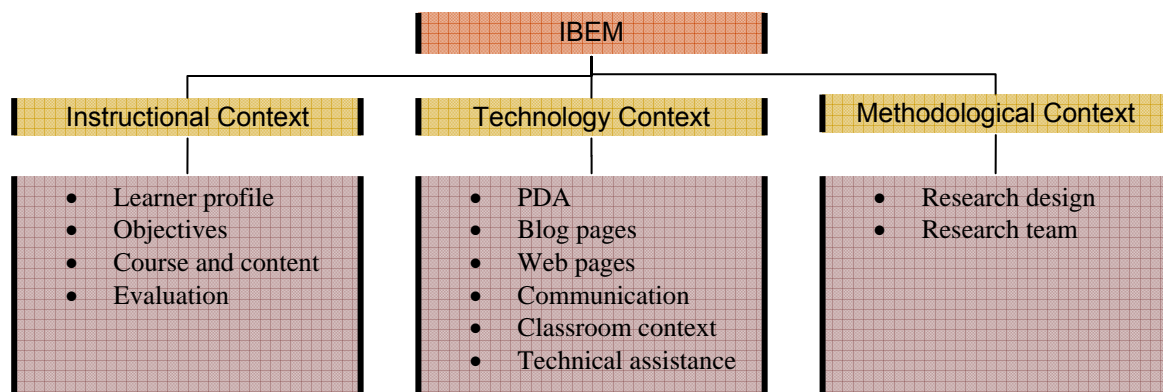 IBEM
Instructional Context
Technology Context
Methodological Context
• Learner profile
• Objectives
• Course and content
• Evaluation
• PDA
• Blog pages
• Web pages
• Communication
• Classroom context
• Technical assistance
• Research design
• Research team